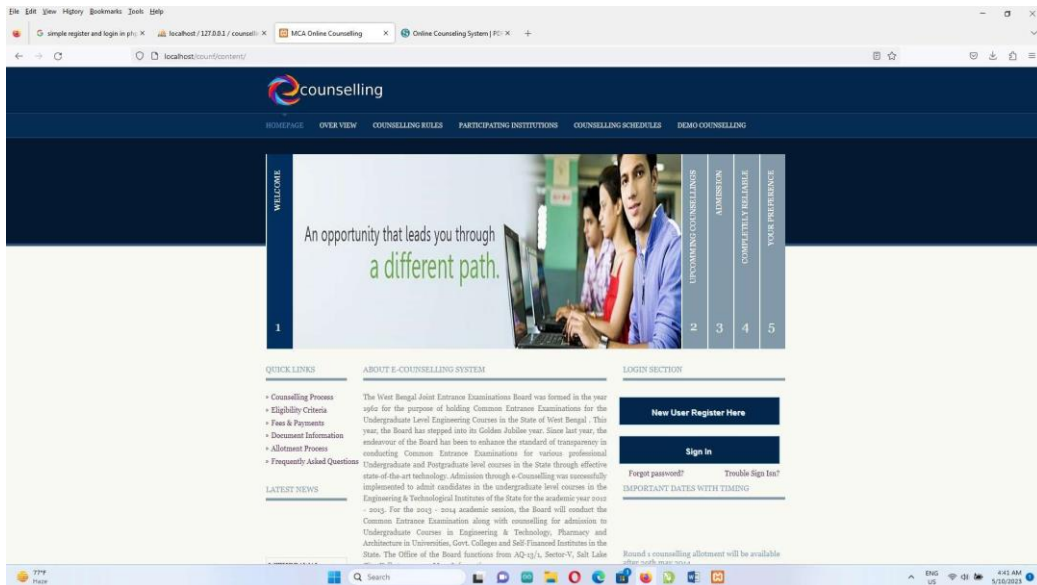 File Edit View History Bookmarks Tools Help
simple register and login in php
localhost / 127.0.0.1 / counselli
MCA Online Counselling
Online Counseling System | PD
localhost/counf/content/
counselling
HOMEPAGE OVER VIEW COUNSELLING RULES PARTICIPATING INSTITUTIONS COUNSELLING SCHEDULES DEMO COUNSELLING
WELCOME
1
An opportunity that leads you through
a different path.
UPCOMMING COUNSELLINGS
2
ADMISSION
3
COMPLETELY RELIABLE
4
YOUR PREFERENCE
5
QUICK LINKS
» Counselling Process
» Eligibility Criteria
» Fees & Payments
» Document Information
» Allotment Process
» Frequently Asked Questions
LATEST NEWS
ABOUT E-COUNSELLING SYSTEM
The West Bengal Joint Entrance Examinations Board was formed in the year
1962 for the purpose of holding Common Entrance Examinations for the
Undergraduate Level Engineering Courses in the State of West Bengal . This
year, the Board has stepped into its Golden Jubilee year. Since last year, the
endeavour of the Board has been to enhance the standard of transparency in
conducting Common Entrance Examinations for various professional
Undergraduate and Postgraduate level courses in the State through effective
state-of-the-art technology. Admission through e-Counselling was successfully
implemented to admit candidates in the undergraduate level courses in the
Engineering & Technological Institutes of the State for the academic year 2012
- 2013. For the 2013 - 2014 academic session, the Board will conduct the
Common Entrance Examination along with counselling for admission to
Undergraduate Courses in Engineering & Technology, Pharmacy and
Architecture in Universities, Govt. Colleges and Self-Financed Institutes in the
State. The Office of the Board functions from AQ-13/1, Sector-V, Salt Lake
LOGIN SECTION
New User Register Here
Sign In
Forgot password? Trouble Sign Inn?
IMPORTANT DATES WITH TIMING
Round 1 counselling allotment will be available
after 20th may 2014
77°F
Haze
Search
ENG
US
4:41 AM
5/10/2023